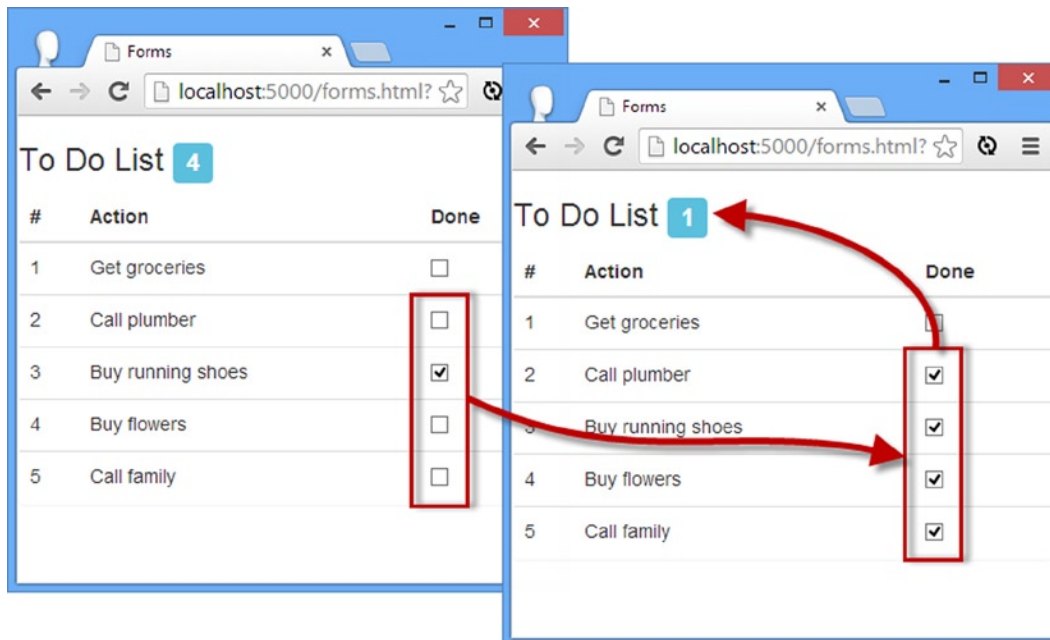 Forms
localhost:5000/forms.html?
To Do List 4
# Action Done
1 Get groceries
2 Call plumber
3 Buy running shoes
4 Buy flowers
5 Call family
Forms
localhost:5000/forms.html?
To Do List 1
# Action Done
1 Get groceries
2 Call plumber
3 Buy running shoes
4 Buy flowers
5 Call family